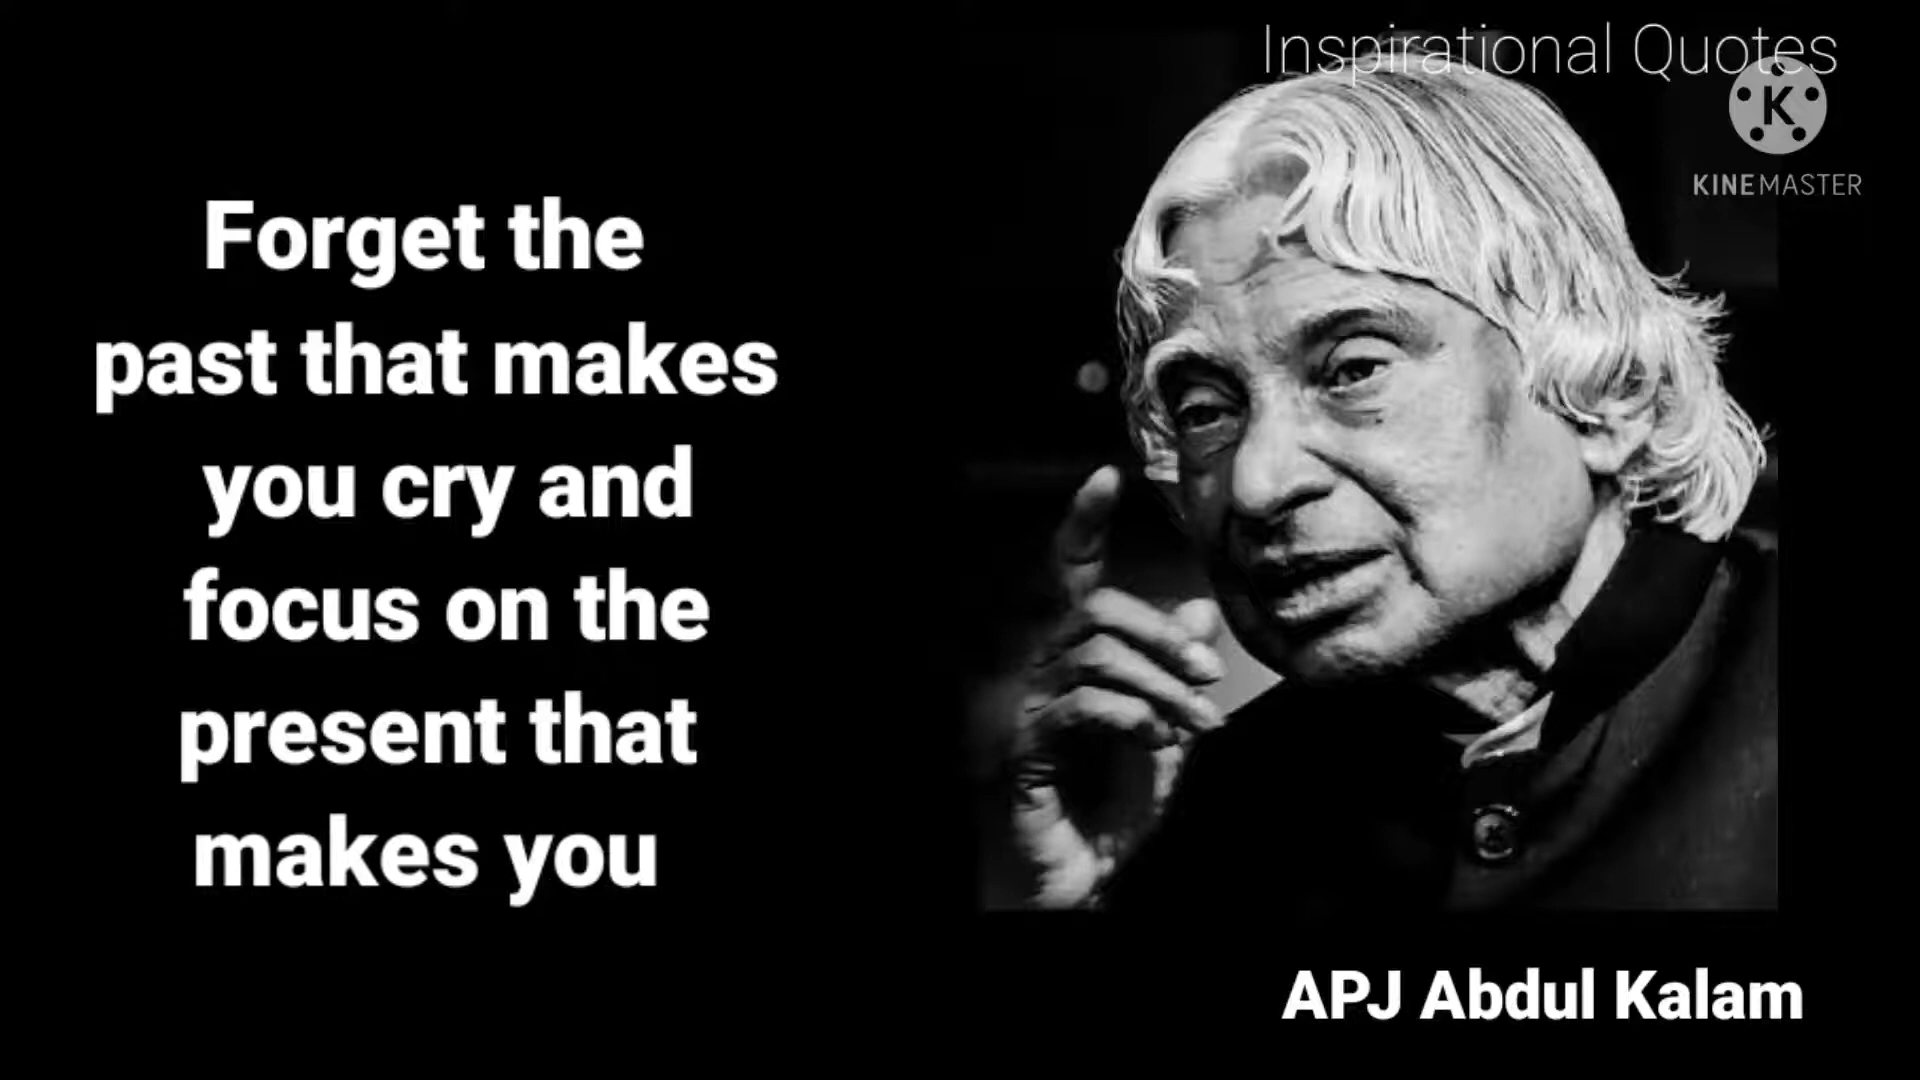 Inspirational Quotes
K
KINEMASTER
Forget the
past that makes
you cry and
focus on the
present that
makes you
APJ Abdul Kalam